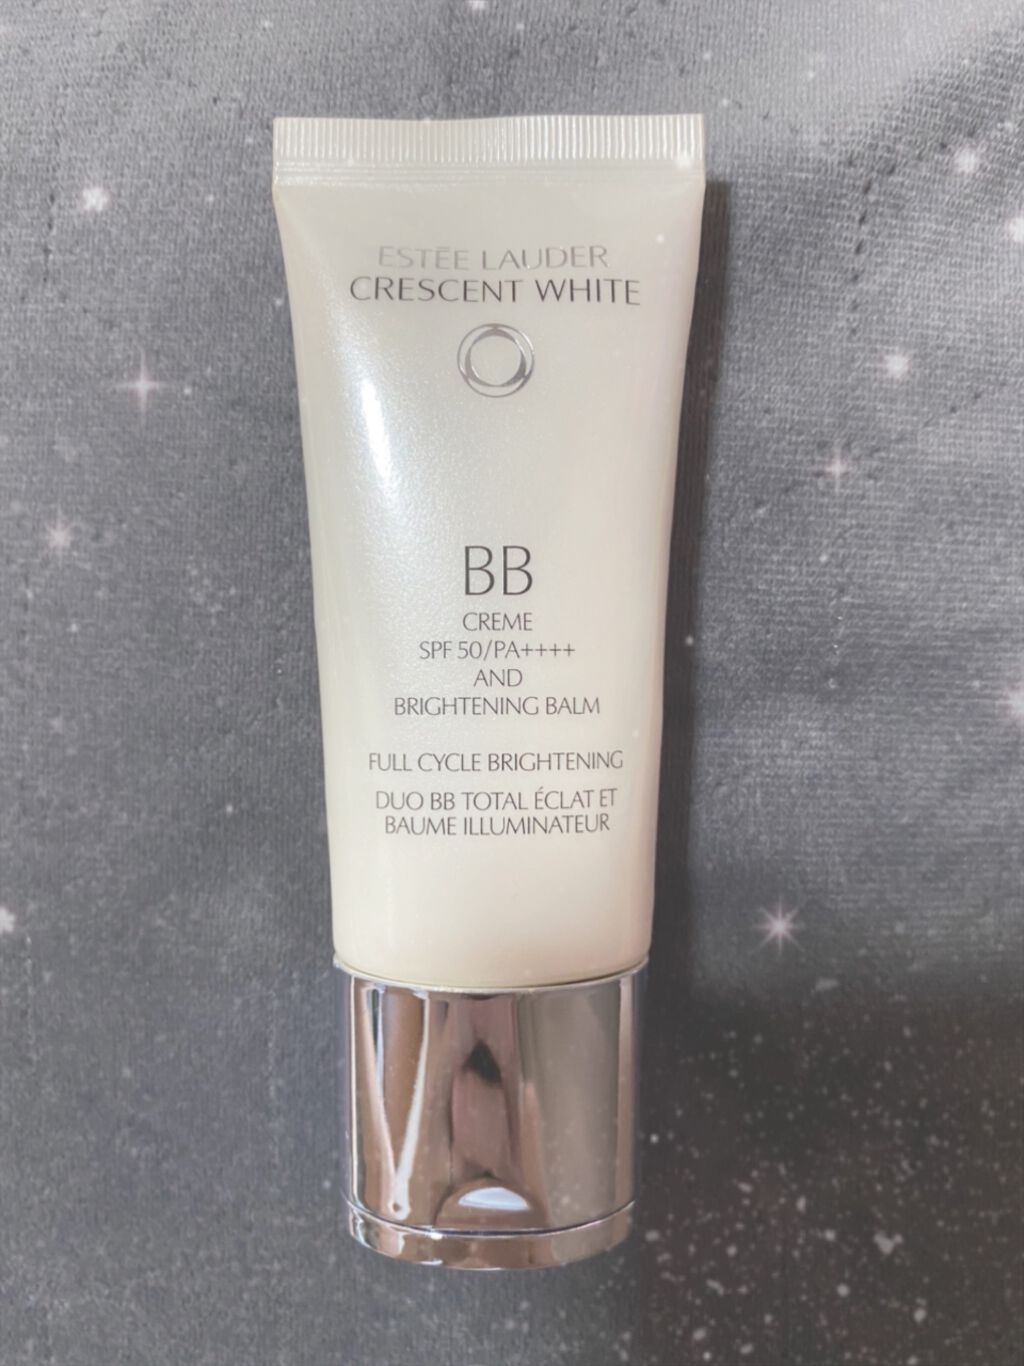 ESTĒE LAUDER
CRESCENT WHITE
BB
CREME
SPF 50/PA++++
AND
BRIGHTENING BALM
FULL CYCLE BRIGHTENING
DUO BB TOTAL ÉCLAT ET
BAUME ILLUMINATEUR